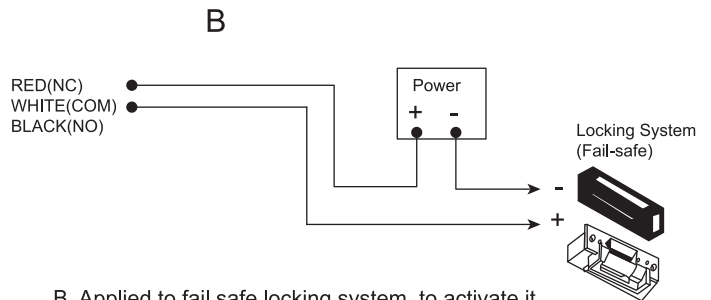 B
RED(NC)
WHITE(COM)
BLACK(NO)
Power
+ -
Locking System
(Fail-safe)
-
+
B. Applied to fail safe locking system, to activate it